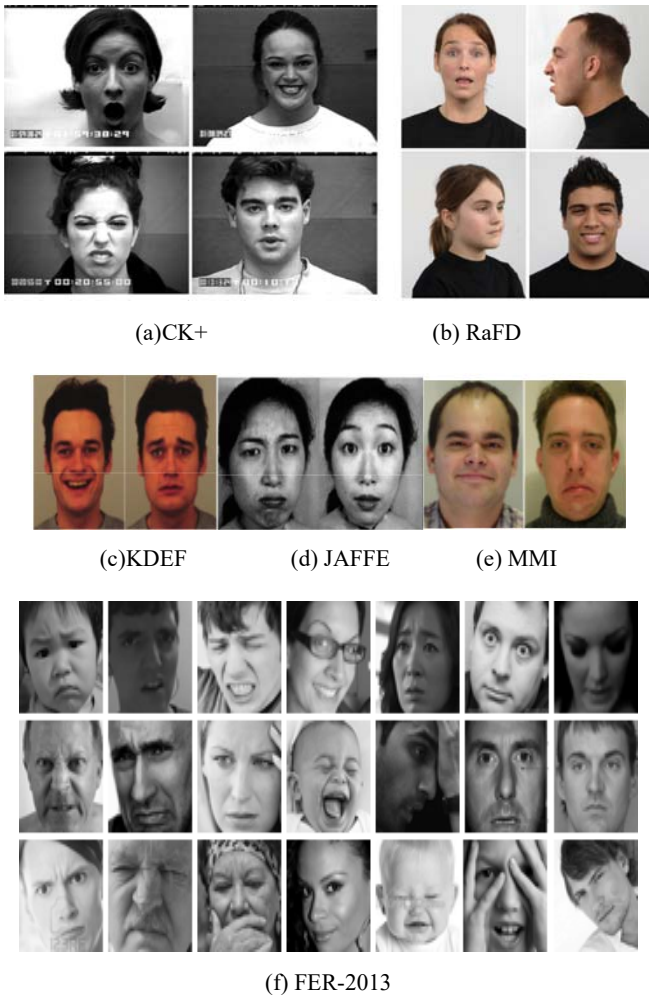 (a)CK+
(b) RaFD
(c)KDEF
(d) JAFFE
(e) MMI
(f) FER-2013